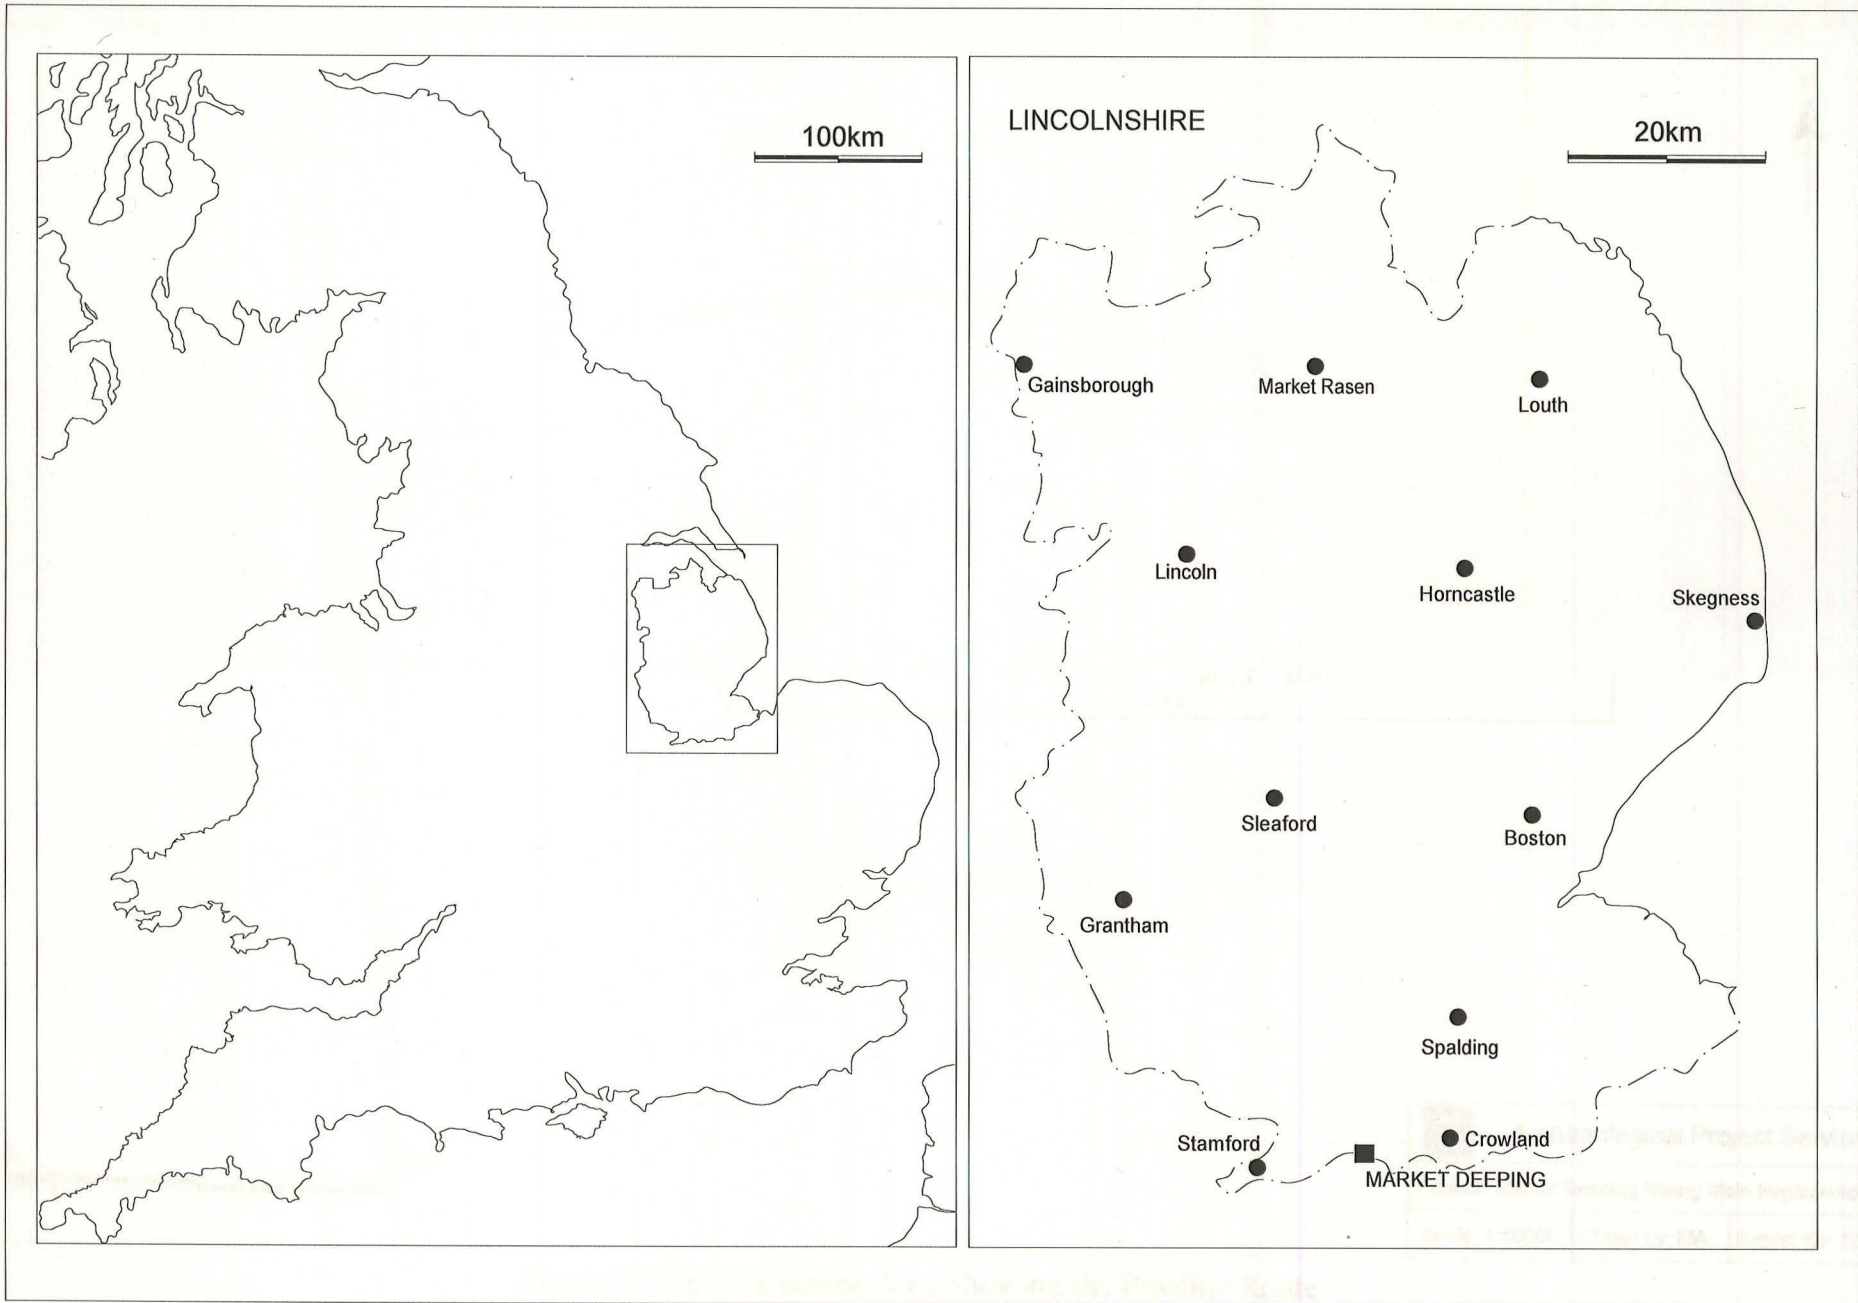 100km
LINCOLNSHIRE
20km
Gainsborough
Market Rasen
Louth
Lincoln
Horncastle
Skegness
Sleaford
Boston
Grantham
Spalding
Stamford
Crowland
MARKET DEEPING